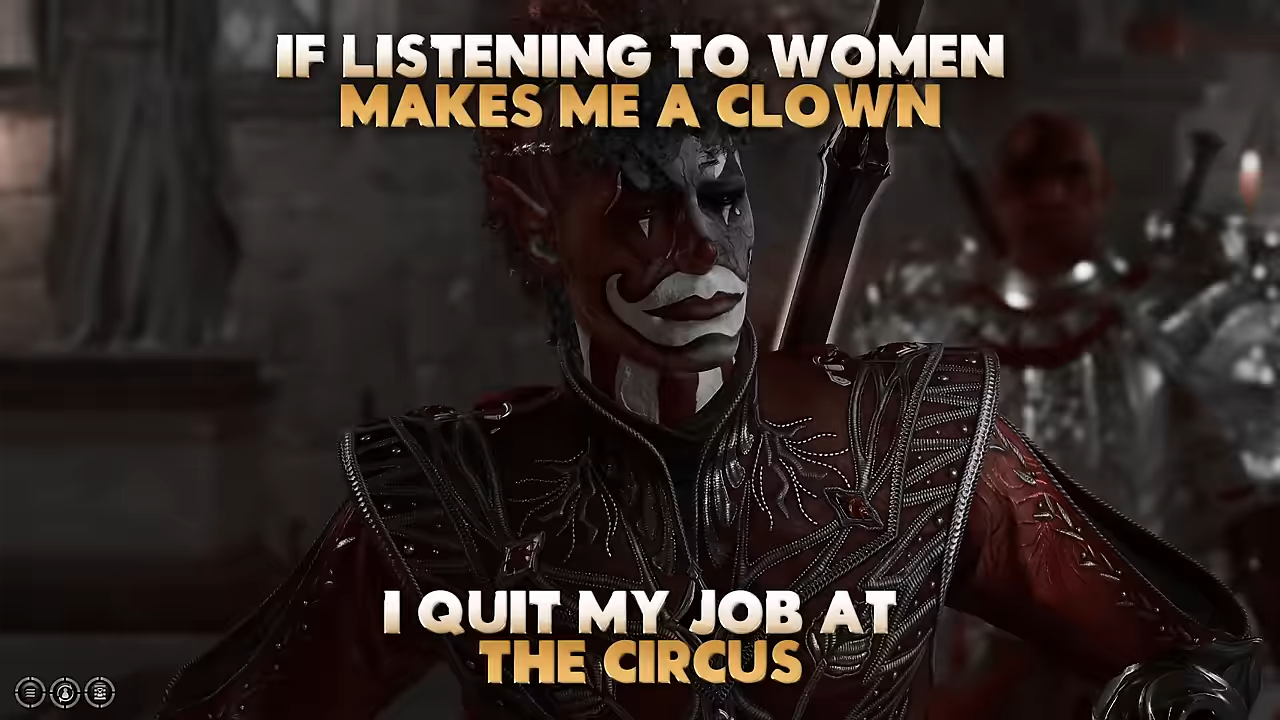 IF LISTENING TO WOMEN
MAKES ME A CLOWN
I QUIT MY JOB AT
THE CIRCUS